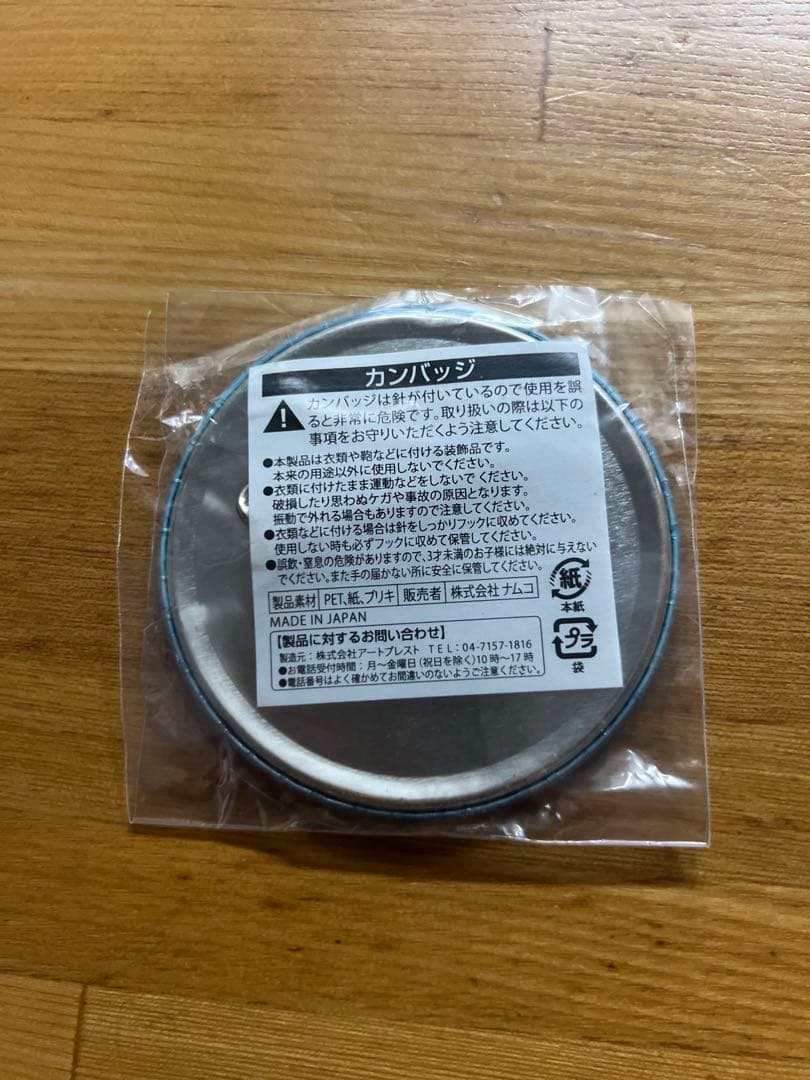 カンバッジ
カンバッジは針が付いているので使用を誤
ると非常に危険です。取り扱いの際は以下の
事項をお守りいただくよう注意してください。
●本製品は衣類や鞄などに付ける装飾品です。
本来の用途以外に使用しないでください。
●衣類に付けたまま運動などをしないで ください。
破損したり思わぬケガや事故の原因となります。
振動で外れる場合もありますので注意してください。
●衣類などに付ける場合は針をしっかりフックに収めてください。
使用しない時も必ずフックに収めて保管してください。
●誤飲・窒息の危険がありますので、3才未満のお子様には絶対に与えない
でください。また手の届かない所に安全に保管してください。
製品素材 PET、紙、ブリキ 販売者 株式会社 ナムコ
MADE IN JAPAN
【製品に対するお問い合わせ】
製造元：株式会社アートプレスト TEL：04-7157-1816
●お電話受付時間：月～金曜日(祝日を除く)10時～17時
●電話番号はよく確かめてお間違いのないようご注意ください。
紙
本紙
プラ
袋